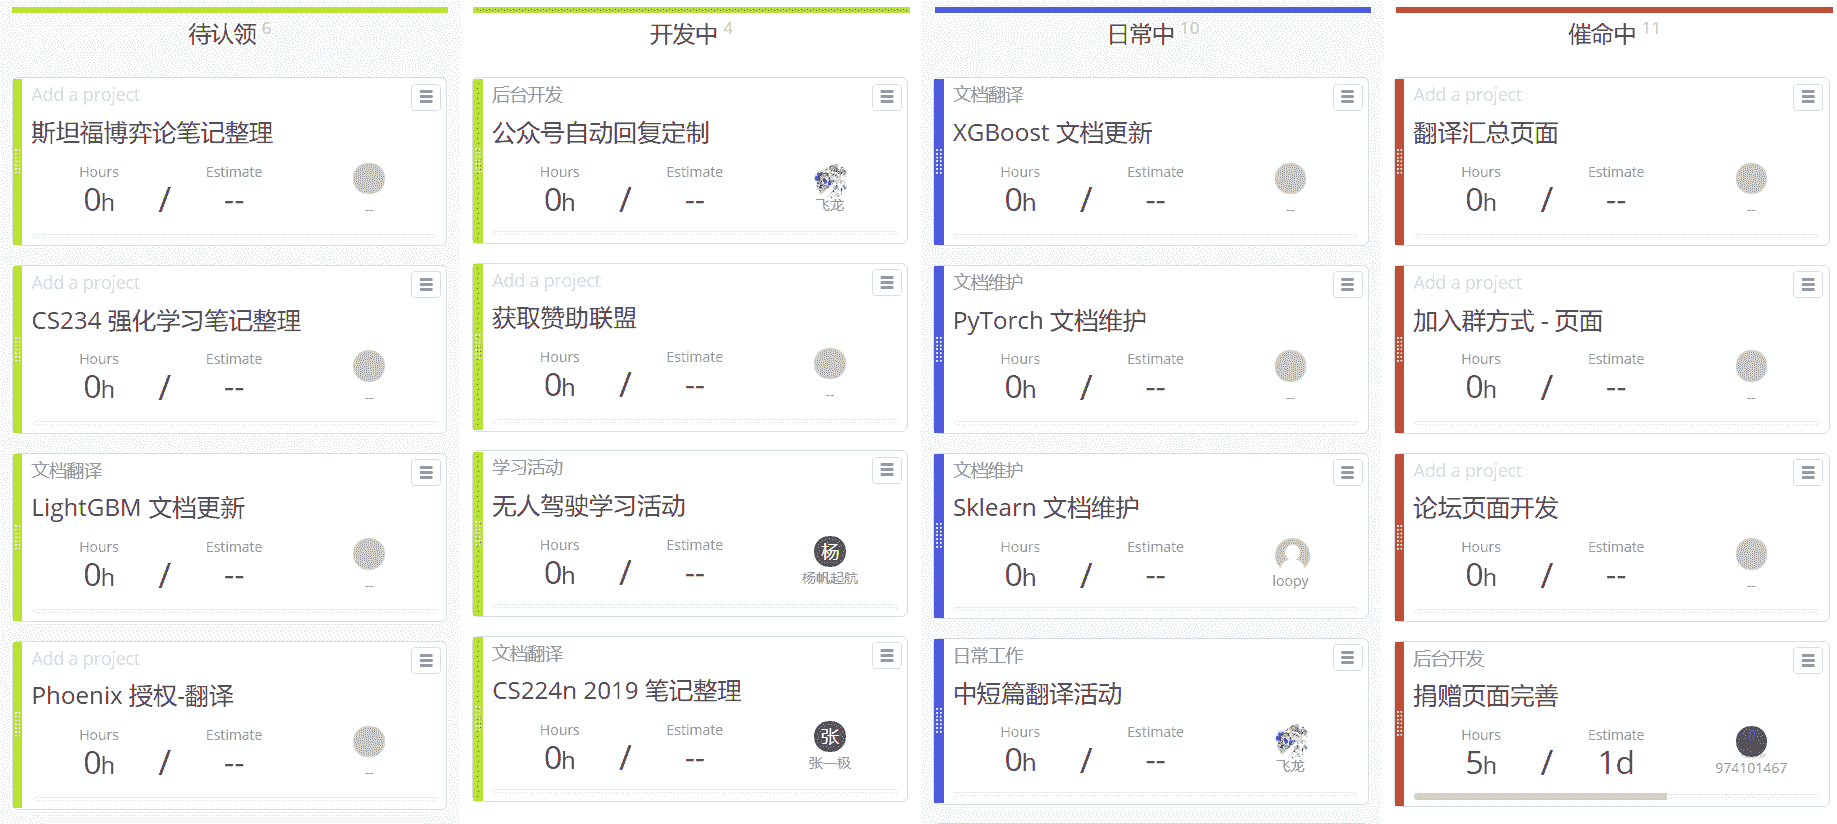 待认领 6
Add a project
斯坦福博弈论笔记整理
Hours Estimate
0h / --
--
Add a project
CS234 强化学习笔记整理
Hours Estimate
0h / --
--
文档翻译
LightGBM 文档更新
Hours Estimate
0h / --
--
Add a project
Phoenix 授权-翻译
Hours Estimate
0h / --
--
开发中 4
后台开发
公众号自动回复定制
Hours Estimate
0h / --
飞龙
Add a project
获取赞助联盟
Hours Estimate
0h / --
--
学习活动
无人驾驶学习活动
Hours Estimate
杨
0h / --
杨帆起航
文档翻译
CS224n 2019 笔记整理
Hours Estimate
张
0h / --
张一极
日常中 10
文档翻译
XGBoost 文档更新
Hours Estimate
0h / --
--
文档维护
PyTorch 文档维护
Hours Estimate
0h / --
--
文档维护
Sklearn 文档维护
Hours Estimate
0h / --
loopy
日常工作
中短篇翻译活动
Hours Estimate
0h / --
飞龙
催命中 11
Add a project
翻译汇总页面
Hours Estimate
0h / --
--
Add a project
加入群方式 - 页面
Hours Estimate
0h / --
--
Add a project
论坛页面开发
Hours Estimate
0h / --
--
后台开发
捐赠页面完善
Hours Estimate
5h / 1d
974101467